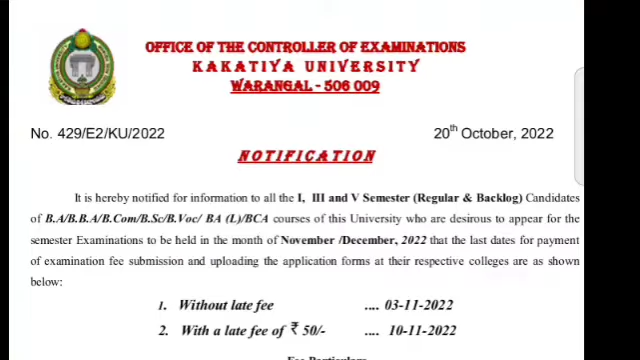 OFFICE OF THE CONTROLLER OF EXAMINATIONS
KAKATIYA UNIVERSITY
WARANGAL - 506 009
No. 429/E2/KU/2022 20th October, 2022
NOTIFICATION
It is hereby notified for information to all the I, III and V Semester (Regular & Backlog) Candidates
of B.A/B.B.A/B.Com/B.Sc/B.Voc/ BA (L)/BCA courses of this University who are desirous to appear for the
semester Examinations to be held in the month of November /December, 2022 that the last dates for payment
of examination fee submission and uploading the application forms at their respective colleges are as shown
below:
1. Without late fee .... 03-11-2022
2. With a late fee of ₹ 50/- .... 10-11-2022